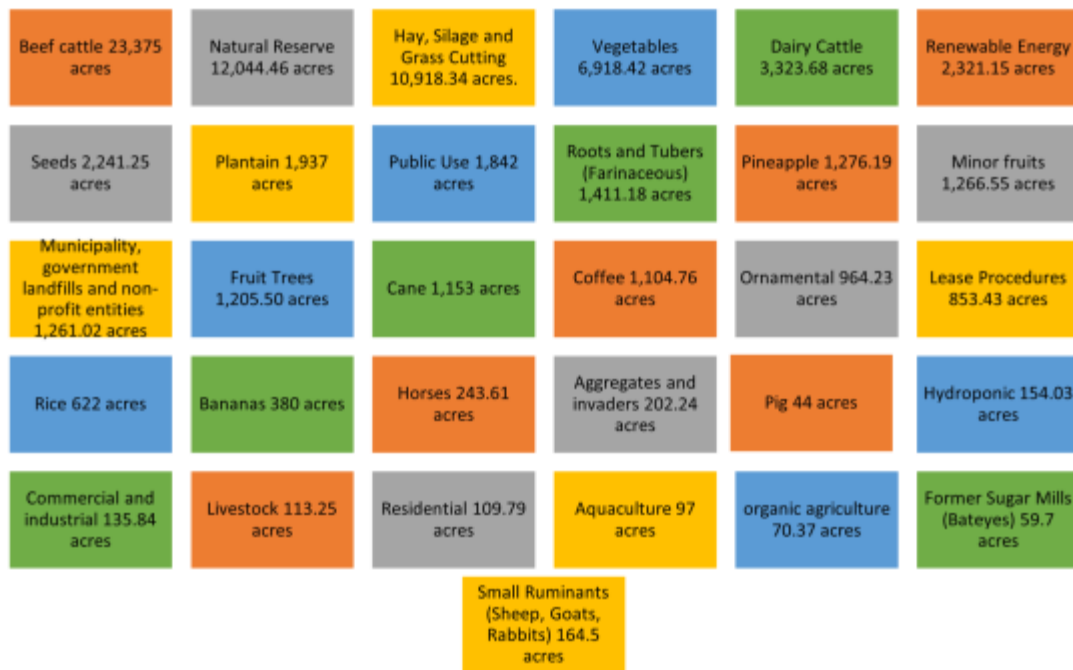 Beef cattle 23,375
acres
Natural Reserve
12,044.46 acres
Hay, Silage and
Grass Cutting
10,918.34 acres.
Vegetables
6,918.42 acres
Dairy Cattle
3,323.68 acres
Renewable Energy
2,321.15 acres
Seeds 2,241.25
acres
Plantain 1,937
acres
Public Use 1,842
acres
Roots and Tubers
(Farinaceous)
1,411.18 acres
Pineapple 1,276.19
acres
Minor fruits
1,266.55 acres
Municipality,
government
landfills and non-
profit entities
1,261.02 acres
Fruit Trees
1,205.50 acres
Cane 1,153 acres
Coffee 1,104.76
acres
Ornamental 964.23
acres
Lease Procedures
853.43 acres
Rice 622 acres
Bananas 380 acres
Horses 243.61
acres
Aggregates and
invaders 202.24
acres
Pig 44 acres
Hydroponic 154.03
acres
Commercial and
industrial 135.84
acres
Livestock 113.25
acres
Residential 109.79
acres
Aquaculture 97
acres
organic agriculture
70.37 acres
Former Sugar Mills
(Bateyes) 59.7
acres
Small Ruminants
(Sheep, Goats,
Rabbits) 164.5
acres